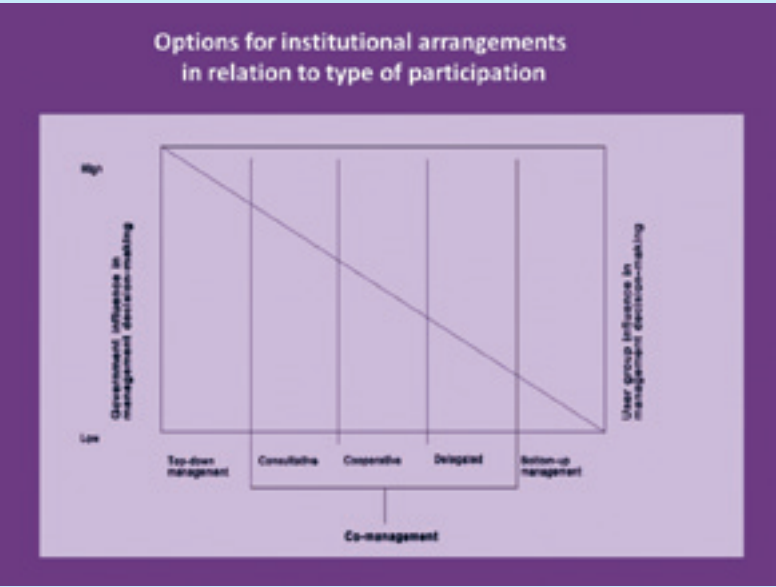 Options for institutional arrangements
in relation to type of participation
High
Government influence in
management decision-making
User group influence in
management decision-making
Low
Top-down
management
Consultative
Cooperative
Delegated
Bottom-up
management
Co-management